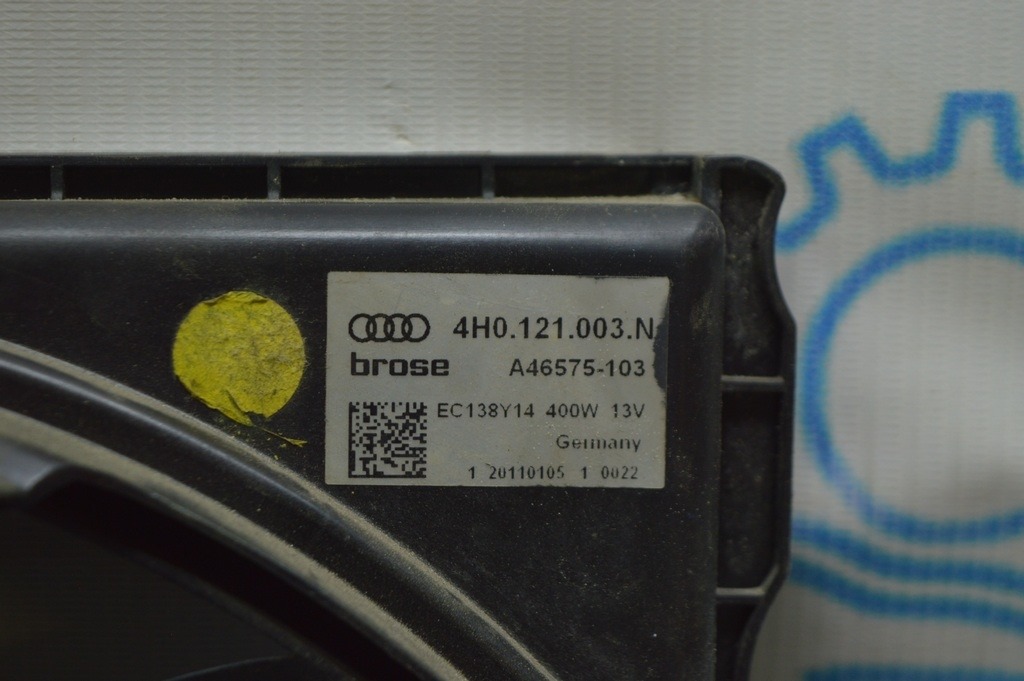 4H0.121.003.N
brose A46575-103
EC138Y14 400W 13V
Germany
1 20110105 1 0022